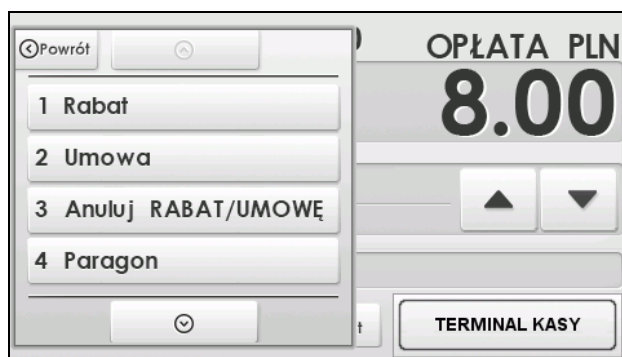 Powrót
OPŁATA PLN
8.00
1 Rabat
2 Umowa
3 Anuluj RABAT/UMOWĘ
4 Paragon
TERMINAL KASY